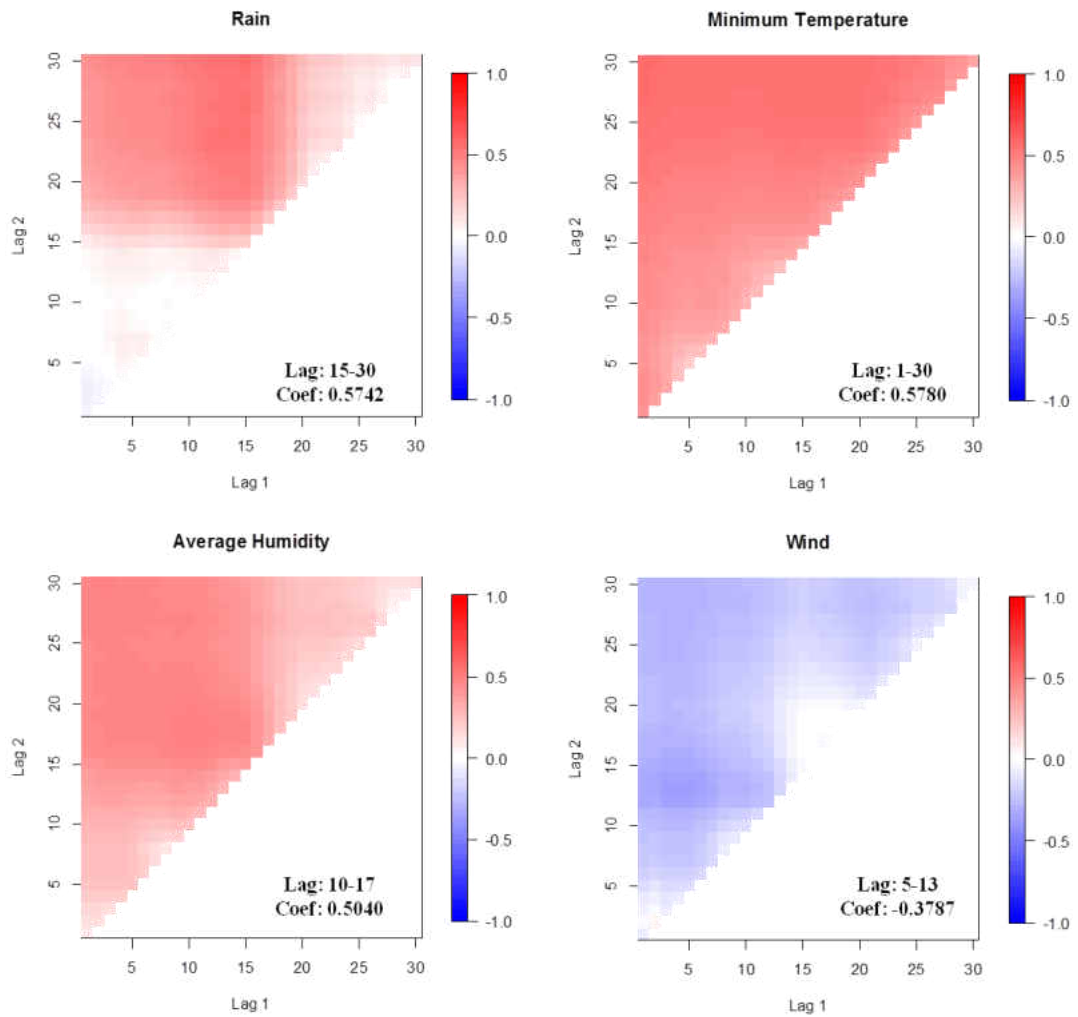 Rain
30
25
20
15
10
5
Lag 2
5 10 15 20 25 30
Lag 1
1.0
0.5
0.0
-0.5
-1.0
Lag: 15-30
Coef: 0.5742
Minimum Temperature
30
25
20
15
10
5
Lag 2
5 10 15 20 25 30
Lag 1
1.0
0.5
0.0
-0.5
-1.0
Lag: 1-30
Coef: 0.5780
Average Humidity
30
25
20
15
10
5
Lag 2
5 10 15 20 25 30
Lag 1
1.0
0.5
0.0
-0.5
-1.0
Lag: 10-17
Coef: 0.5040
Wind
30
25
20
15
10
5
Lag 2
5 10 15 20 25 30
Lag 1
1.0
0.5
0.0
-0.5
-1.0
Lag: 5-13
Coef: -0.3787